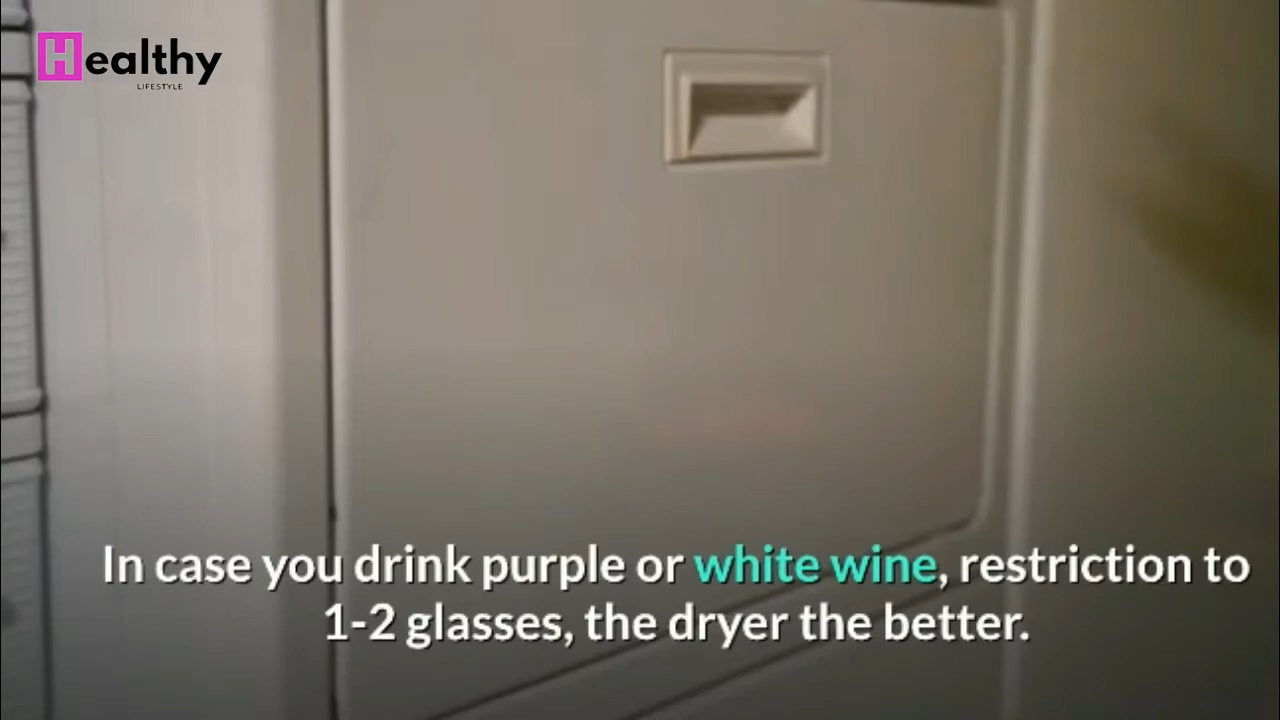 Healthy
LIFESTYLE
In case you drink purple or white wine, restriction to
1-2 glasses, the dryer the better.